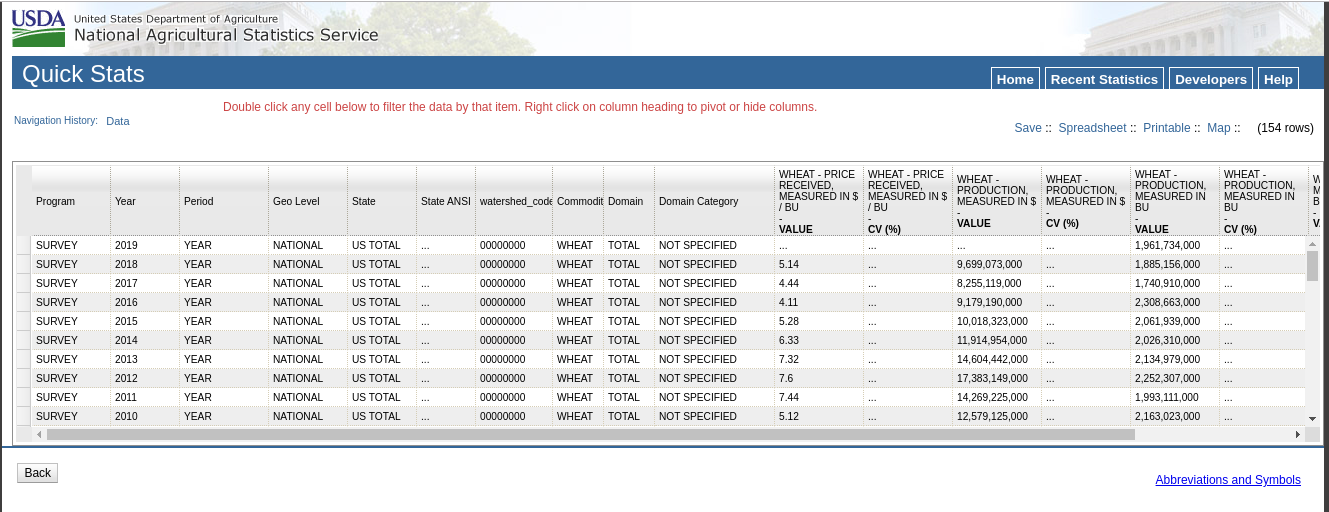 USDA United States Department of Agriculture
National Agricultural Statistics Service
Quick Stats Home Recent Statistics Developers Help
Double click any cell below to filter the data by that item. Right click on column heading to pivot or hide columns.
Navigation History: Data
Save :: Spreadsheet :: Printable :: Map :: (154 rows)
Program Year Period Geo Level State State ANSI watershed_code Commodit Domain Domain Category WHEAT - PRICE RECEIVED, MEASURED IN $ / BU - VALUE WHEAT - PRICE RECEIVED, MEASURED IN $ / BU - CV (%) WHEAT - PRODUCTION, MEASURED IN $ - VALUE WHEAT - PRODUCTION, MEASURED IN $ - CV (%) WHEAT - PRODUCTION, MEASURED IN BU - VALUE WHEAT - PRODUCTION, MEASURED IN BU - CV (%)
SURVEY 2019 YEAR NATIONAL US TOTAL ... 00000000 WHEAT TOTAL NOT SPECIFIED ... ... ... ... 1,961,734,000 ...
SURVEY 2018 YEAR NATIONAL US TOTAL ... 00000000 WHEAT TOTAL NOT SPECIFIED 5.14 ... 9,699,073,000 ... 1,885,156,000 ...
SURVEY 2017 YEAR NATIONAL US TOTAL ... 00000000 WHEAT TOTAL NOT SPECIFIED 4.44 ... 8,255,119,000 ... 1,740,910,000 ...
SURVEY 2016 YEAR NATIONAL US TOTAL ... 00000000 WHEAT TOTAL NOT SPECIFIED 4.11 ... 9,179,190,000 ... 2,308,663,000 ...
SURVEY 2015 YEAR NATIONAL US TOTAL ... 00000000 WHEAT TOTAL NOT SPECIFIED 5.28 ... 10,018,323,000 ... 2,061,939,000 ...
SURVEY 2014 YEAR NATIONAL US TOTAL ... 00000000 WHEAT TOTAL NOT SPECIFIED 6.33 ... 11,914,954,000 ... 2,026,310,000 ...
SURVEY 2013 YEAR NATIONAL US TOTAL ... 00000000 WHEAT TOTAL NOT SPECIFIED 7.32 ... 14,604,442,000 ... 2,134,979,000 ...
SURVEY 2012 YEAR NATIONAL US TOTAL ... 00000000 WHEAT TOTAL NOT SPECIFIED 7.6 ... 17,383,149,000 ... 2,252,307,000 ...
SURVEY 2011 YEAR NATIONAL US TOTAL ... 00000000 WHEAT TOTAL NOT SPECIFIED 7.44 ... 14,269,225,000 ... 1,993,111,000 ...
SURVEY 2010 YEAR NATIONAL US TOTAL ... 00000000 WHEAT TOTAL NOT SPECIFIED 5.12 ... 12,579,125,000 ... 2,163,023,000 ...
Back
Abbreviations and Symbols